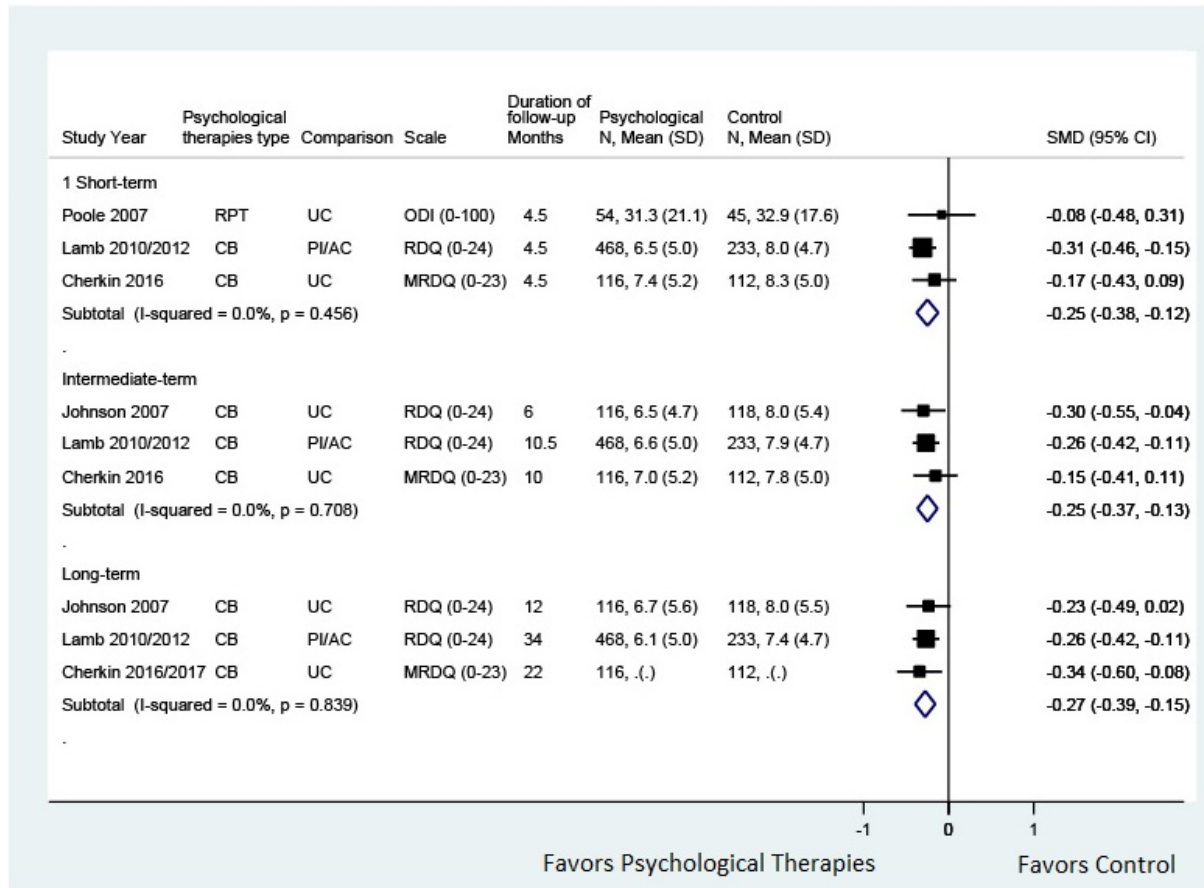 Duration of
Psychological follow-up Psychological Control
Study Year therapies type Comparison Scale Months N, Mean (SD) N, Mean (SD) SMD (95% CI)
1 Short-term
Poole 2007 RPT UC ODI (0-100) 4.5 54, 31.3 (21.1) 45, 32.9 (17.6) -0.08 (-0.48, 0.31)
Lamb 2010/2012 CB PI/AC RDQ (0-24) 4.5 468, 6.5 (5.0) 233, 8.0 (4.7) -0.31 (-0.46, -0.15)
Cherkin 2016 CB UC MRDQ (0-23) 4.5 116, 7.4 (5.2) 112, 8.3 (5.0) -0.17 (-0.43, 0.09)
Subtotal (I-squared = 0.0%, p = 0.456) -0.25 (-0.38, -0.12)
.
Intermediate-term
Johnson 2007 CB UC RDQ (0-24) 6 116, 6.5 (4.7) 118, 8.0 (5.4) -0.30 (-0.55, -0.04)
Lamb 2010/2012 CB PI/AC RDQ (0-24) 10.5 468, 6.6 (5.0) 233, 7.9 (4.7) -0.26 (-0.42, -0.11)
Cherkin 2016 CB UC MRDQ (0-23) 10 116, 7.0 (5.2) 112, 7.8 (5.0) -0.15 (-0.41, 0.11)
Subtotal (I-squared = 0.0%, p = 0.708) -0.25 (-0.37, -0.13)
.
Long-term
Johnson 2007 CB UC RDQ (0-24) 12 116, 6.7 (5.6) 118, 8.0 (5.5) -0.23 (-0.49, 0.02)
Lamb 2010/2012 CB PI/AC RDQ (0-24) 34 468, 6.1 (5.0) 233, 7.4 (4.7) -0.26 (-0.42, -0.11)
Cherkin 2016/2017 CB UC MRDQ (0-23) 22 116, .(.) 112, .(.) -0.34 (-0.60, -0.08)
Subtotal (I-squared = 0.0%, p = 0.839) -0.27 (-0.39, -0.15)
.
-1 0 1
Favors Psychological Therapies Favors Control